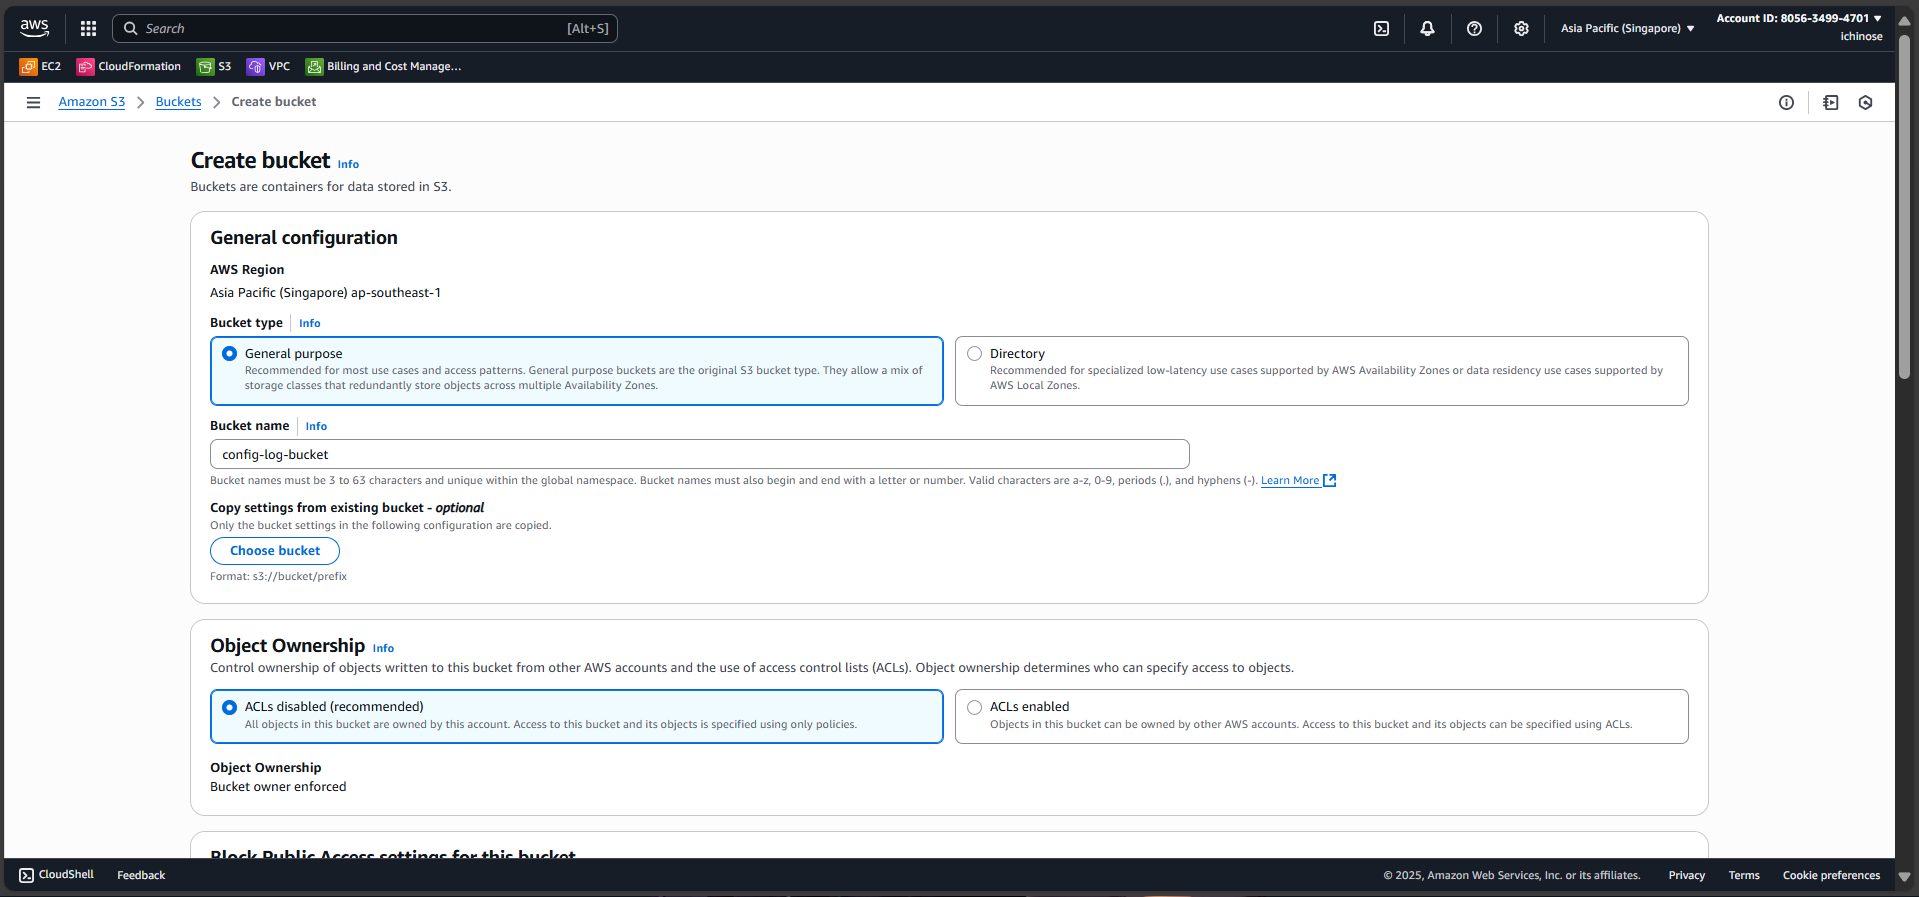 aws
Search [Alt+S]
Asia Pacific (Singapore)
Account ID: 8056-3499-4701
ichinose
EC2 CloudFormation S3 VPC Billing and Cost Manage...
Amazon S3 Buckets Create bucket
Create bucket Info
Buckets are containers for data stored in S3.
General configuration
AWS Region
Asia Pacific (Singapore) ap-southeast-1
Bucket type Info
General purpose
Recommended for most use cases and access patterns. General purpose buckets are the original S3 bucket type. They allow a mix of
storage classes that redundantly store objects across multiple Availability Zones.
Directory
Recommended for specialized low-latency use cases supported by AWS Availability Zones or data residency use cases supported by
AWS Local Zones.
Bucket name Info
config-log-bucket
Bucket names must be 3 to 63 characters and unique within the global namespace. Bucket names must also begin and end with a letter or number. Valid characters are a-z, 0-9, periods (.), and hyphens (-). Learn More
Copy settings from existing bucket - optional
Only the bucket settings in the following configuration are copied.
Choose bucket
Format: s3://bucket/prefix
Object Ownership Info
Control ownership of objects written to this bucket from other AWS accounts and the use of access control lists (ACLs). Object ownership determines who can specify access to objects.
ACLs disabled (recommended)
All objects in this bucket are owned by this account. Access to this bucket and its objects is specified using only policies.
ACLs enabled
Objects in this bucket can be owned by other AWS accounts. Access to this bucket and its objects can be specified using ACLs.
Object Ownership
Bucket owner enforced
Block Public Access settings for this bucket
CloudShell Feedback
© 2025, Amazon Web Services, Inc. or its affiliates. Privacy Terms Cookie preferences